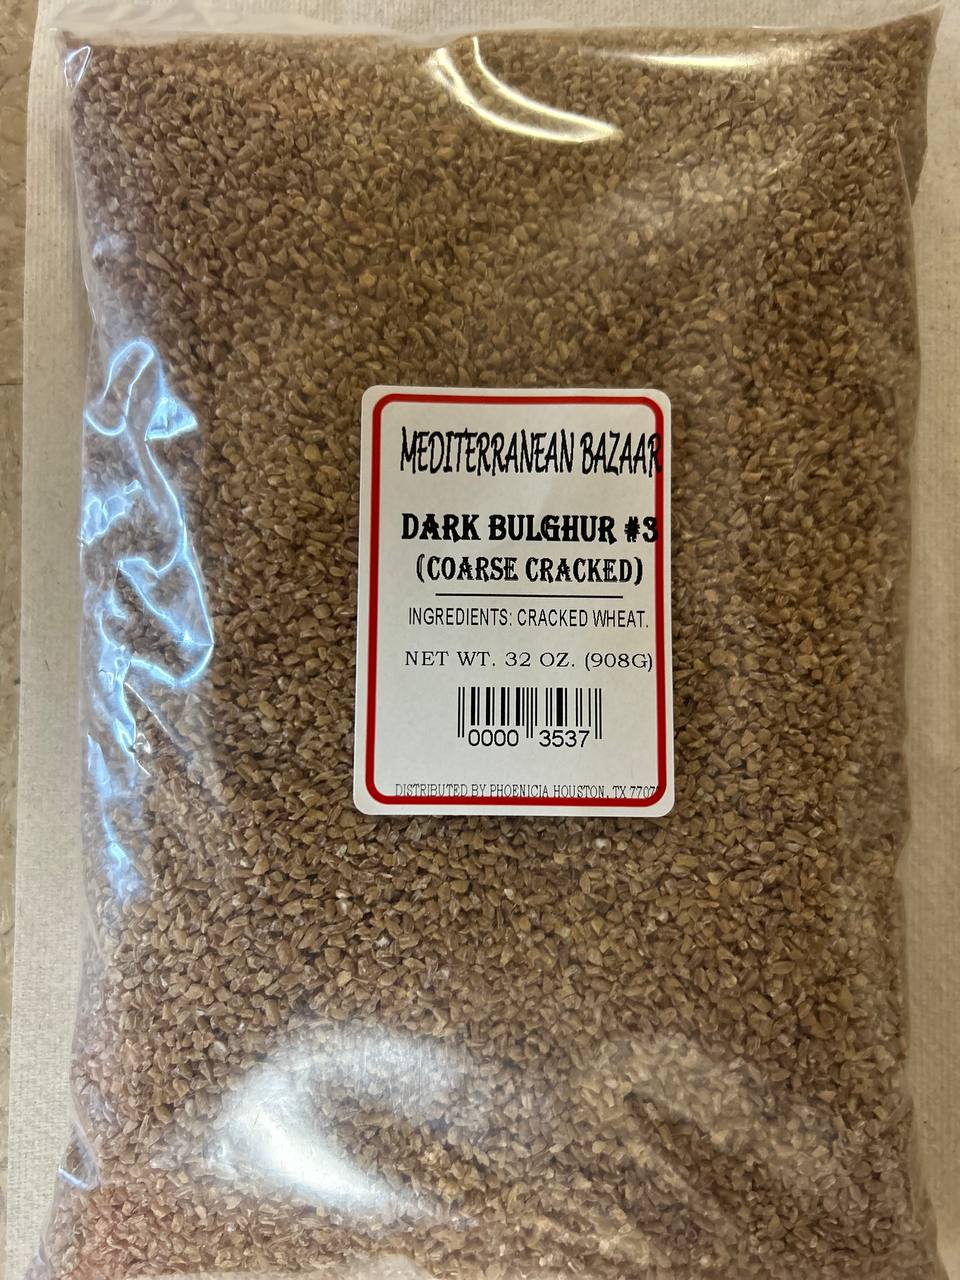 MEDITERRANEAN BAZAAR
DARK BULGHUR #3
(COARSE CRACKED)
INGREDIENTS: CRACKED WHEAT.
NET WT. 32 OZ. (908G)
0000 3537
DISTRIBUTED BY PHOENICIA HOUSTON, TX